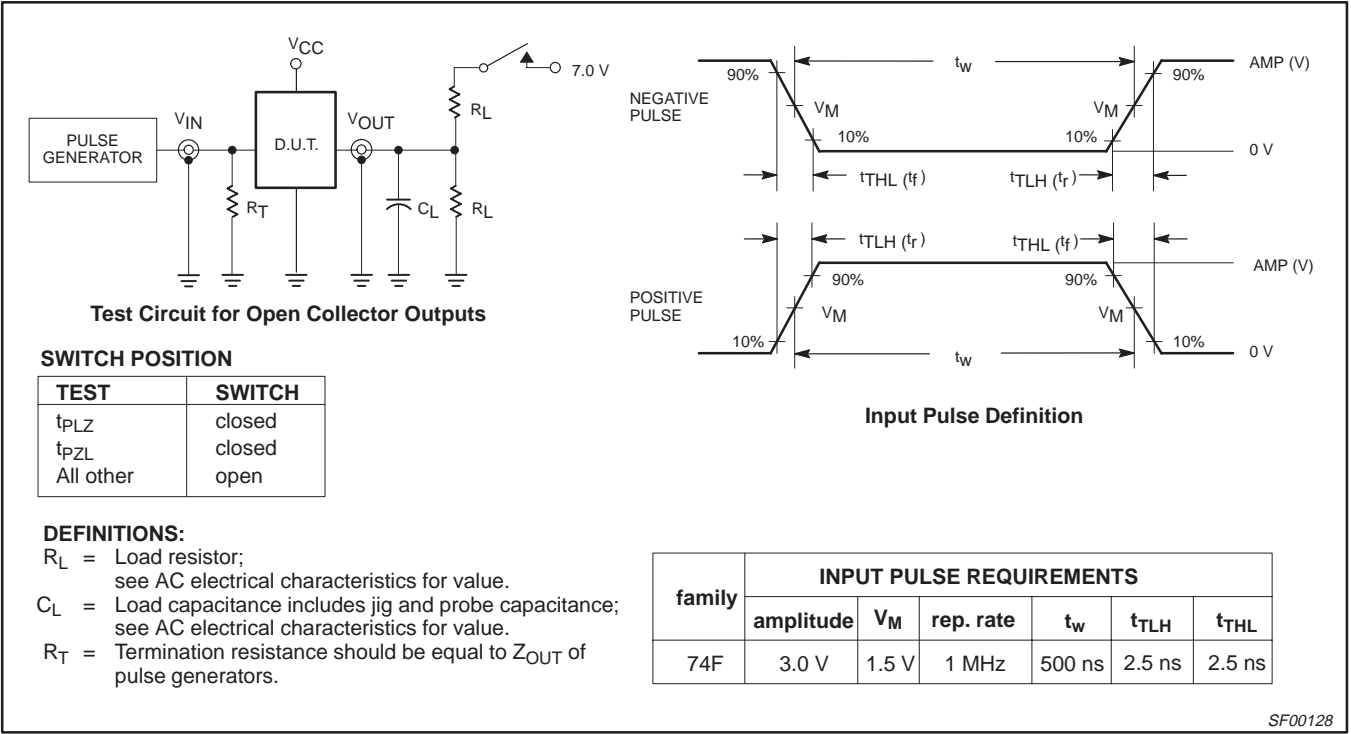 VCC
7.0 V
RL
VIN
VOUT
PULSE
GENERATOR
D.U.T.
RT
CL
RL
Test Circuit for Open Collector Outputs
SWITCH POSITION
TEST SWITCH
tPLZ closed
tPZL closed
All other open
DEFINITIONS:
RL = Load resistor;
see AC electrical characteristics for value.
CL = Load capacitance includes jig and probe capacitance;
see AC electrical characteristics for value.
RT = Termination resistance should be equal to ZOUT of
pulse generators.
NEGATIVE
PULSE
90% tw 90% AMP (V)
VM VM
10% 10% 0 V
tTHL (tf) tTLH (tr)
tTLH (tr) tTHL (tf)
POSITIVE
PULSE
90% 90% AMP (V)
VM VM
10% tw 10% 0 V
Input Pulse Definition
family INPUT PULSE REQUIREMENTS
amplitude VM rep. rate tw tTLH tTHL
74F 3.0 V 1.5 V 1 MHz 500 ns 2.5 ns 2.5 ns
SF00128